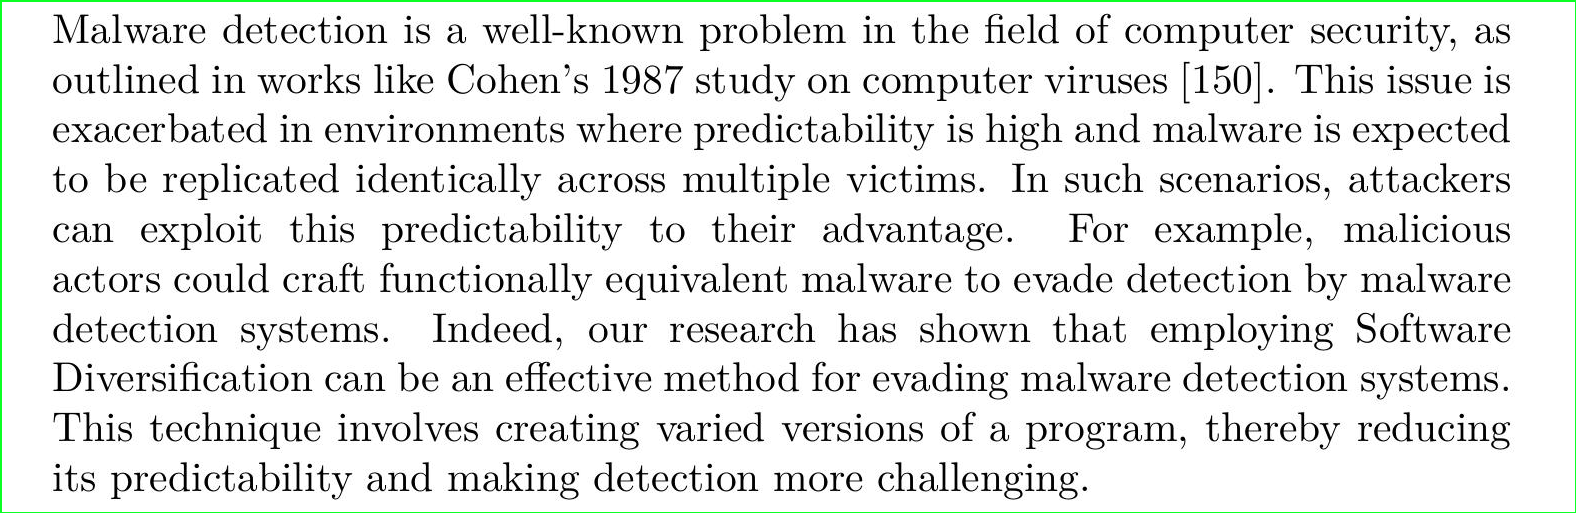 Malware detection is a well-known problem in the field of computer security, as
outlined in works like Cohen's 1987 study on computer viruses [150]. This issue is
exacerbated in environments where predictability is high and malware is expected
to be replicated identically across multiple victims. In such scenarios, attackers
can exploit this predictability to their advantage. For example, malicious
actors could craft functionally equivalent malware to evade detection by malware
detection systems. Indeed, our research has shown that employing Software
Diversification can be an effective method for evading malware detection systems.
This technique involves creating varied versions of a program, thereby reducing
its predictability and making detection more challenging.